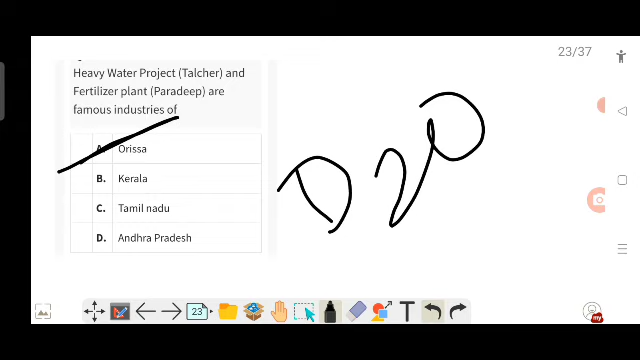 23/37
Heavy Water Project (Talcher) and
Fertilizer plant (Paradeep) are
famous industries of
A. Orissa
B. Kerala
C. Tamil nadu
D. Andhra Pradesh
23
T
my